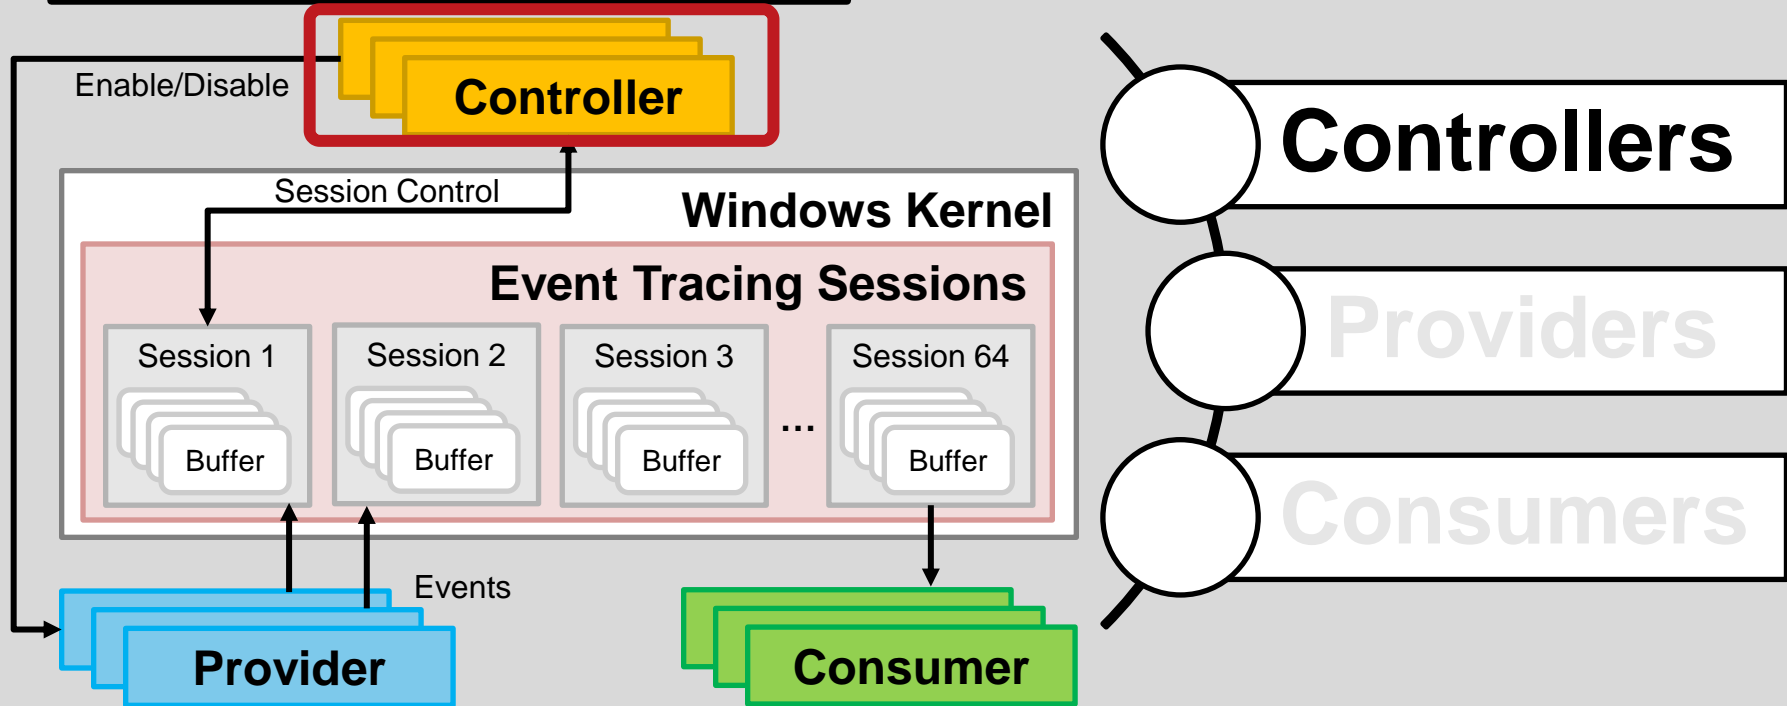 Enable/Disable
Controller
Session Control
Windows Kernel
Event Tracing Sessions
Session 1
Buffer
Session 2
Buffer
Session 3
Buffer
...
Session 64
Buffer
Events
Provider
Consumer
Controllers
Providers
Consumers